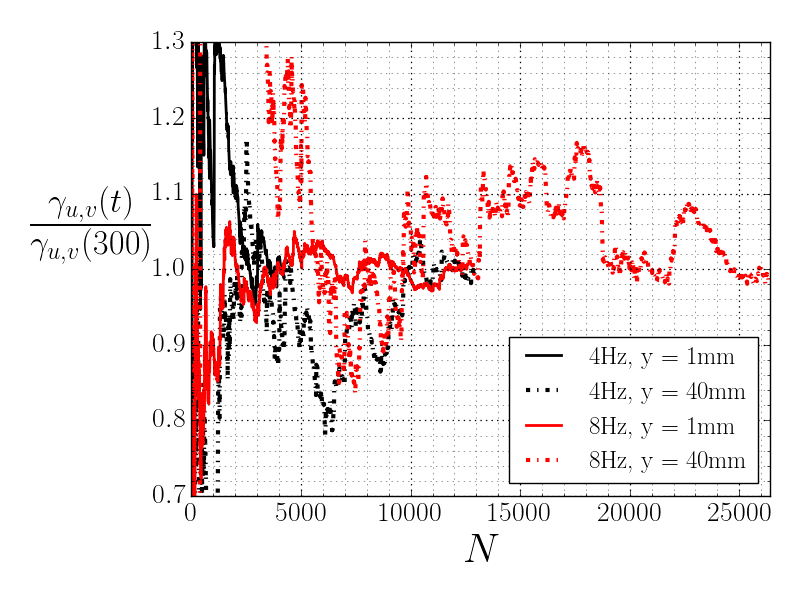 1.3
1.2
1.1
1.0
0.9
0.8
0.7
γu,v(t)
γu,v(300)
4Hz, y = 1mm
4Hz, y = 40mm
8Hz, y = 1mm
8Hz, y = 40mm
0 5000 10000 15000 20000 25000
N